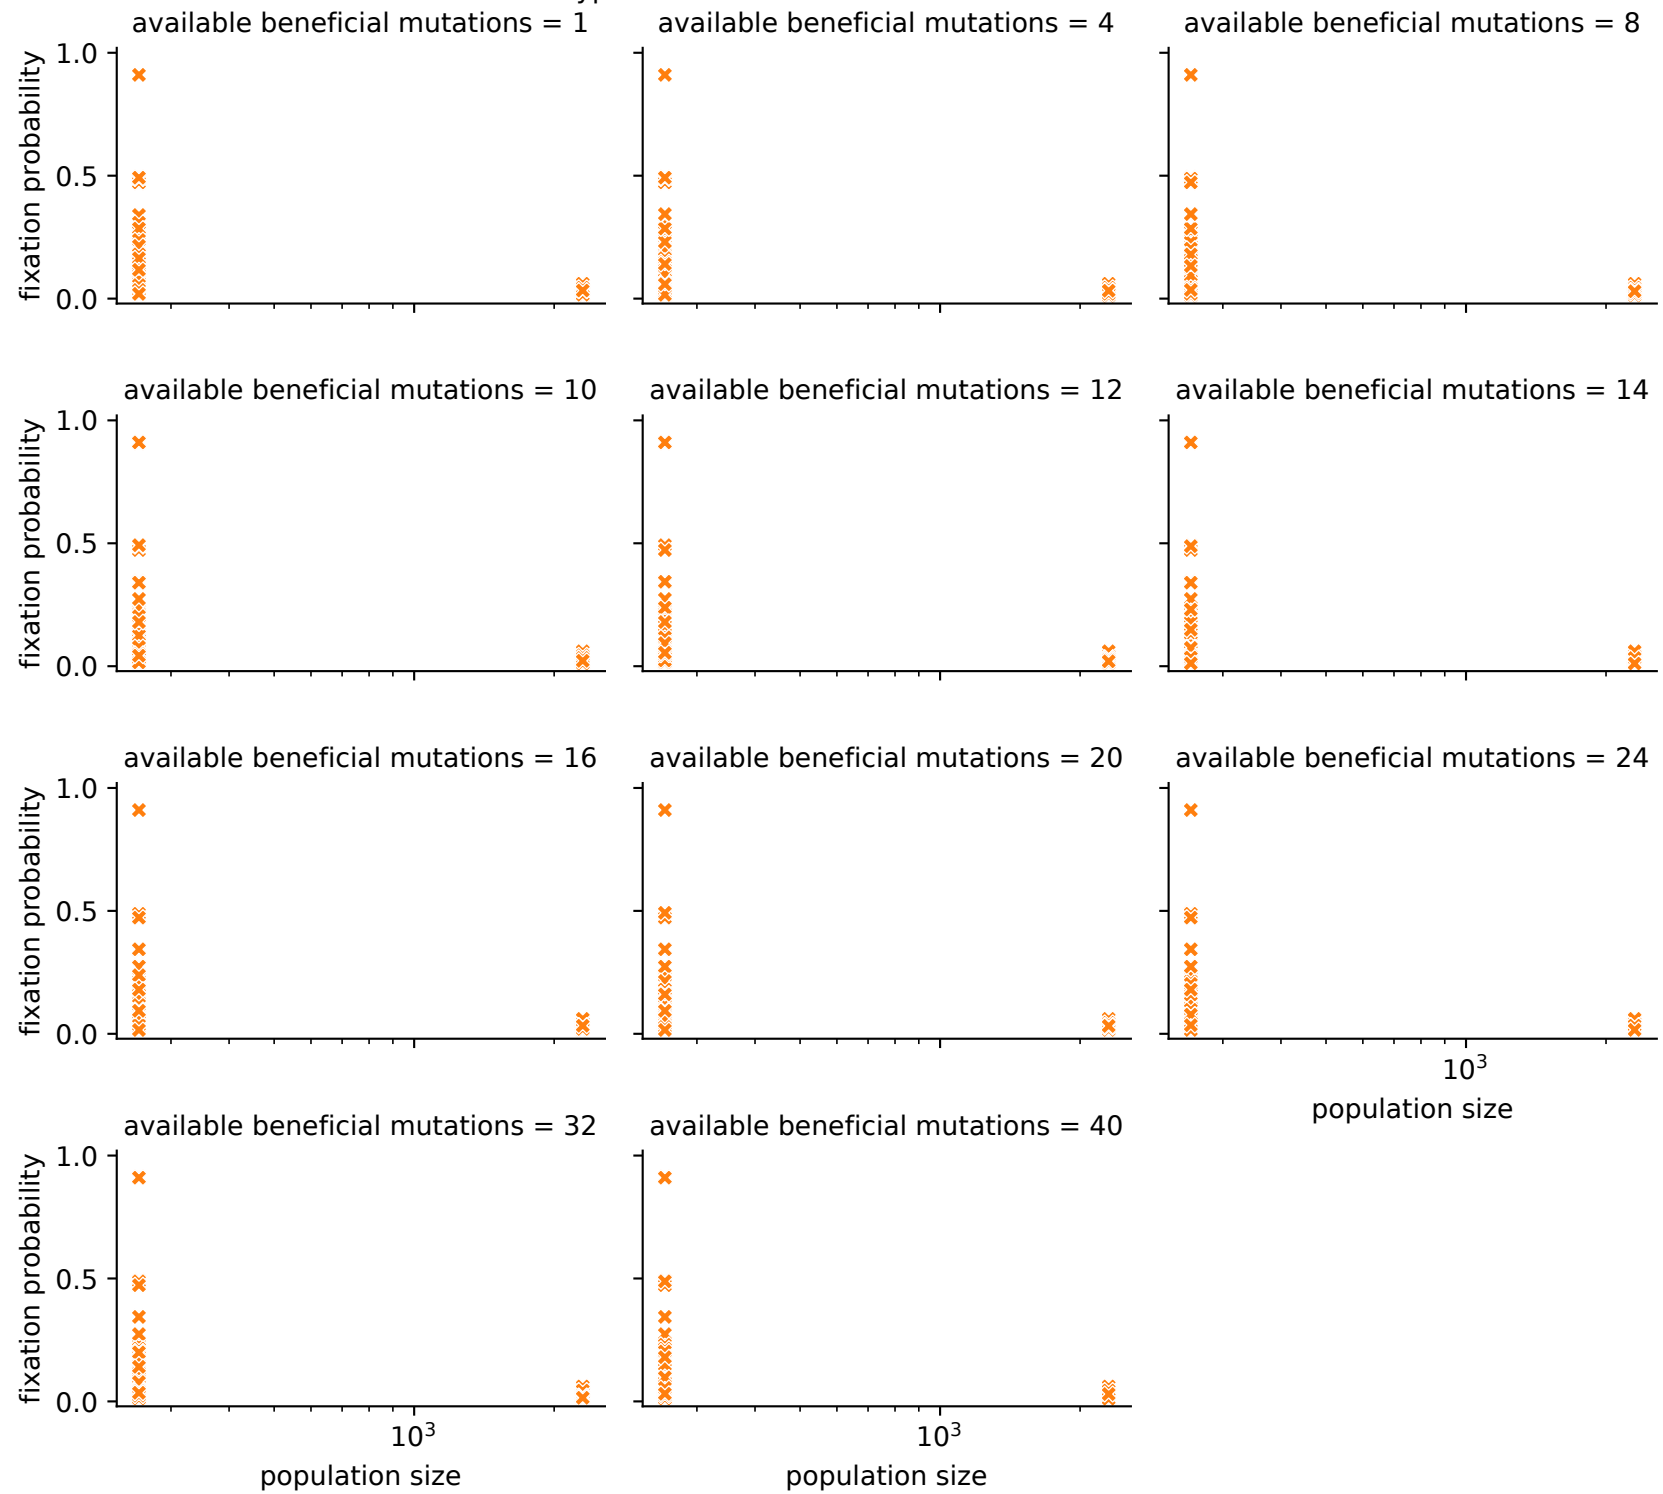 available beneficial mutations = 1 available beneficial mutations = 4 available beneficial mutations = 8
fixation probability
1.0
0.5
0.0
available beneficial mutations = 10 available beneficial mutations = 12 available beneficial mutations = 14
fixation probability
1.0
0.5
0.0
available beneficial mutations = 16 available beneficial mutations = 20 available beneficial mutations = 24
fixation probability
1.0
0.5
0.0
10³
population size
available beneficial mutations = 32 available beneficial mutations = 40
fixation probability
1.0
0.5
0.0
10³ 10³
population size population size